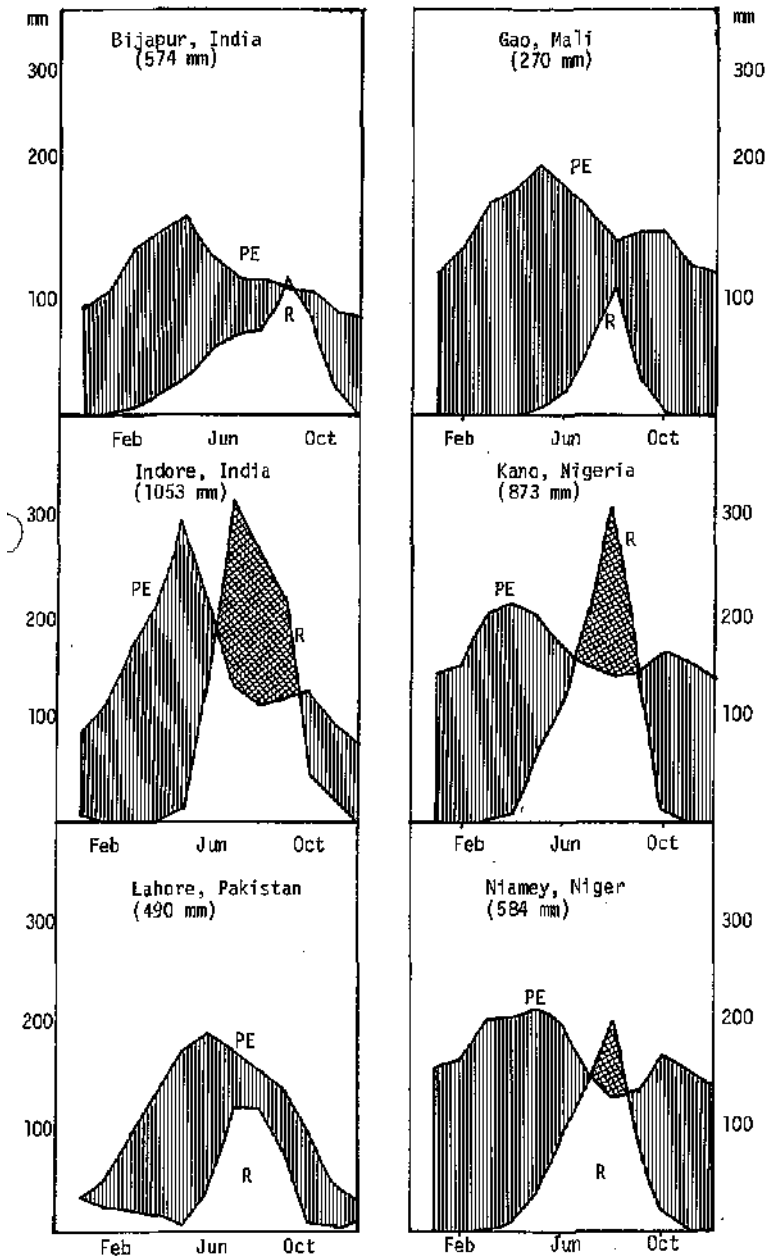 mm
Bijapur, India
(574 mm)
300
200
100
PE
R
Feb Jun Oct
Gao, Mali
(270 mm)
mm
300
200
100
PE
R
Feb Jun Oct
Indore, India
(1053 mm)
300
200
100
PE
R
Feb Jun Oct
Kano, Nigeria
(873 mm)
300
200
100
PE
R
Feb Jun Oct
Lahore, Pakistan
(490 mm)
300
200
100
PE
R
Feb Jun Oct
Niamey, Niger
(584 mm)
300
200
100
PE
R
Feb Jun Oct